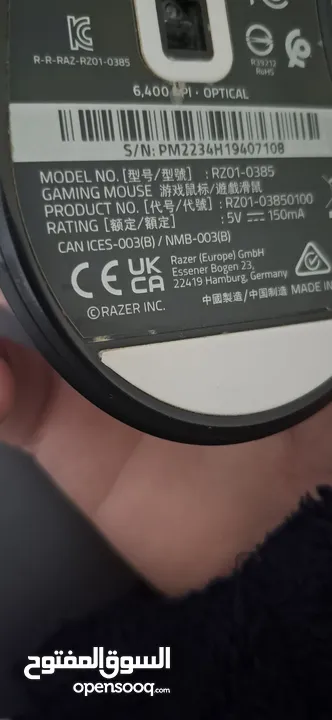 R-R-RAZ-RZ01-0385
R39712
RoHS
6,400 DPI · OPTICAL
S/N: PM2234H19407108
MODEL NO. [型号/型號] : RZ01-0385
GAMING MOUSE 游戏鼠标/遊戲滑鼠
PRODUCT NO. [代号/代號] : RZ01-03850100
RATING [额定/額定] : 5V ⎓ 150mA
CAN ICES-003(B) / NMB-003(B)
CE UK CA
Razer (Europe) GmbH
Essener Bogen 23,
22419 Hamburg, Germany
©RAZER INC.
中國製造/中国制造 MADE IN
السوق المفتوح
opensooq.com